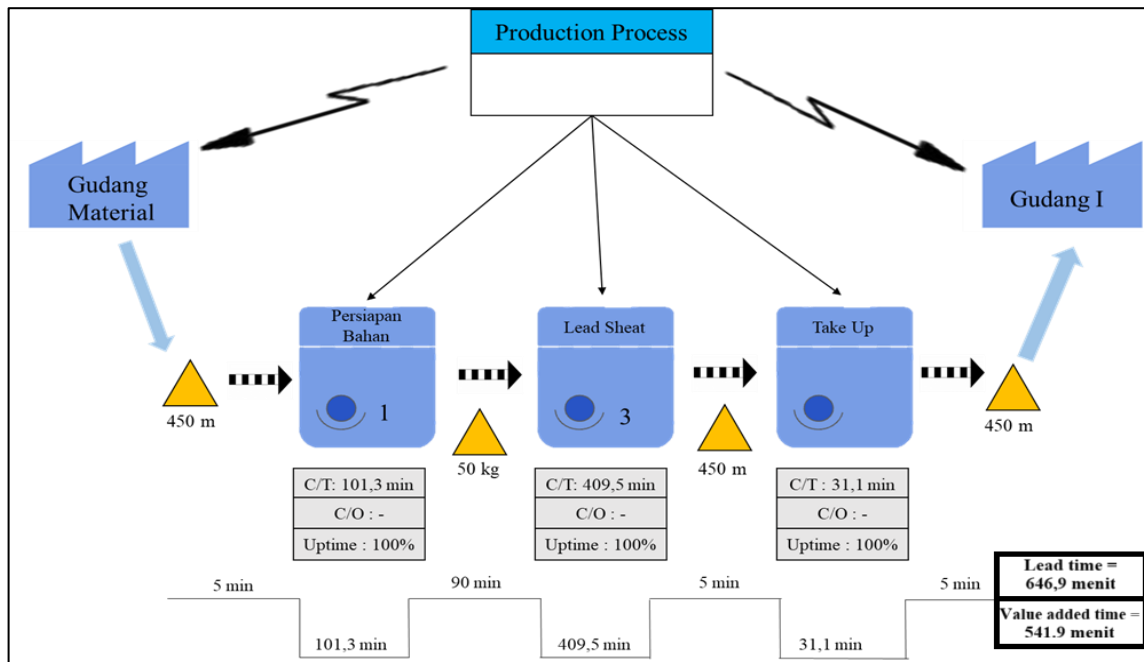 Production Process
Gudang
Material
Gudang I
Persiapan
Bahan
Lead Sheat
Take Up
1
3
450 m
50 kg
450 m
450 m
C/T: 101,3 min
C/O : -
Uptime : 100%
C/T: 409,5 min
C/O : -
Uptime : 100%
C/T : 31,1 min
C/O : -
Uptime : 100%
5 min
90 min
5 min
5 min
101,3 min
409,5 min
31,1 min
Lead time =
646,9 menit
Value added time =
541.9 menit